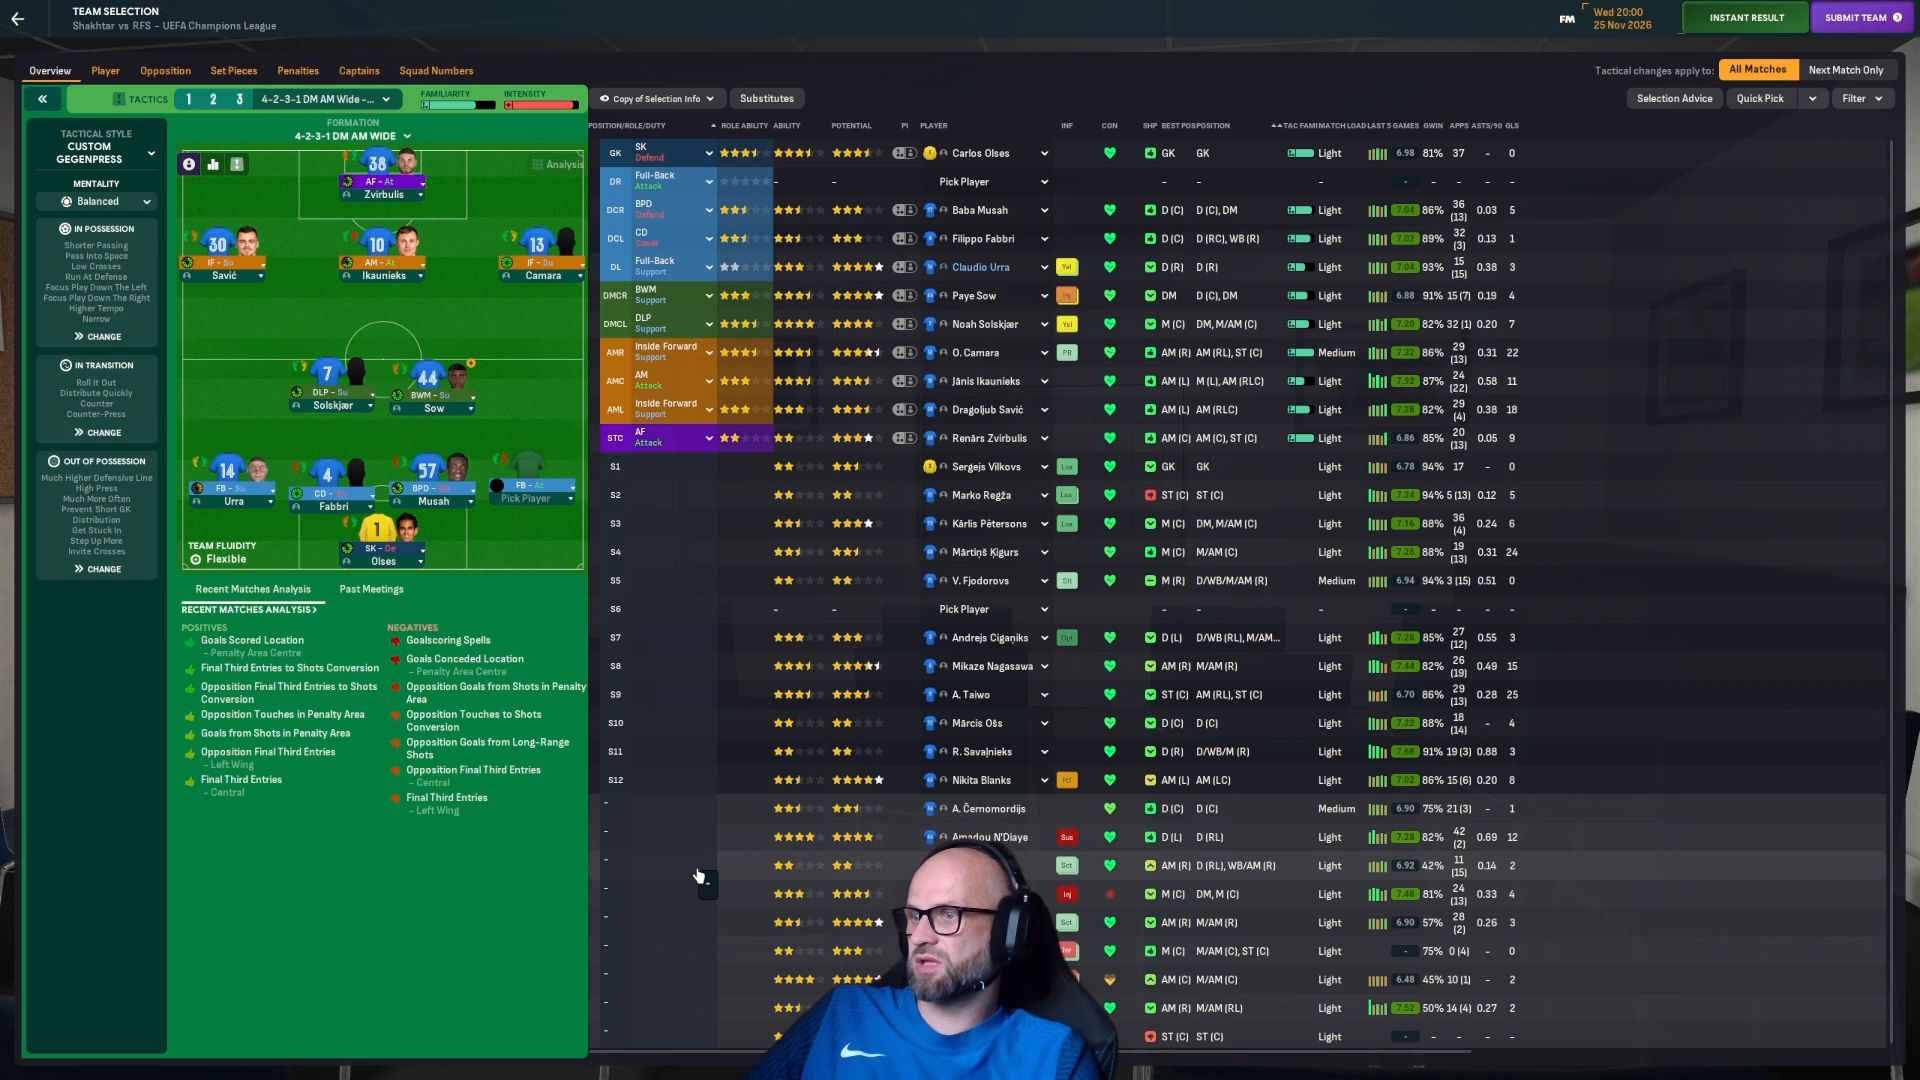 TEAM SELECTION
Shakhtar vs RFS - UEFA Champions League
FM
Wed 20:00
25 Nov 2026
INSTANT RESULT
SUBMIT TEAM
Overview Player Opposition Set Pieces Penalties Captains Squad Numbers
Tactical changes apply to: All Matches Next Match Only
TACTICS 1 2 3 4-2-3-1 DM AM Wide -...
FAMILIARITY INTENSITY
Copy of Selection Info Substitutes
Selection Advice Quick Pick Filter
TACTICAL STYLE
CUSTOM
GEGENPRESS
MENTALITY
Balanced
IN POSSESSION
Shorter Passing
Pass Into Space
Low Crosses
Run At Defense
Focus Play Down The Left
Focus Play Down The Right
Higher Tempo
Narrow
CHANGE
IN TRANSITION
Roll It Out
Distribute Quickly
Counter
Counter-Press
CHANGE
OUT OF POSSESSION
Much Higher Defensive Line
High Press
Much More Often
Prevent Short GK
Distribution
Get Stuck In
Step Up More
Invite Crosses
CHANGE
FORMATION
4-2-3-1 DM AM WIDE
Analysis
38
AF - At
Zvirbulis
30 10 13
IF - Su AM - At IF - Su
Savić Ikaunieks Camara
7 44
DLP - Su BWM - Su
Solskjær Sow
14 4 57
FB - Su CD - BPD - FB - At
Urra Fabbri Musah Pick Player
1
SK - De
Olses
TEAM FLUIDITY
Flexible
Recent Matches Analysis Past Meetings
RECENT MATCHES ANALYSIS >
POSITIVES
Goals Scored Location
- Penalty Area Centre
Final Third Entries to Shots Conversion
Opposition Final Third Entries to Shots
Conversion
Opposition Touches in Penalty Area
Goals from Shots in Penalty Area
Opposition Final Third Entries
- Left Wing
Final Third Entries
- Central
NEGATIVES
Goalscoring Spells
Goals Conceded Location
- Penalty Area Centre
Opposition Goals from Shots in Penalty
Area
Opposition Touches to Shots
Conversion
Opposition Goals from Long-Range
Shots
Opposition Final Third Entries
- Central
Final Third Entries
- Left Wing
POSITION/ROLE/DUTY ROLE ABILITY ABILITY POTENTIAL PI PLAYER INF CON SHP BEST POS POSITION TAC FAMI MATCH LOAD LAST 5 GAMES GWIN APPS ASTS/90 GLS
GK SK Defend Carlos Olses GK GK Light 6.98 81% 37 - 0
DR Full-Back Attack - - Pick Player - - - - - - - -
DCR BPD Defend Baba Musah D (C) D (C), DM Light 7.04 86% 36 (13) 0.03 5
DCL CD Cover Filippo Fabbri D (C) D (RC), WB (R) Light 7.02 89% 32 (3) 0.13 1
DL Full-Back Support Claudio Urra Yel D (R) D (R) Light 7.04 93% 15 (15) 0.38 3
DMCR BWM Support Paye Sow Inj DM D (C), DM Light 6.88 91% 15 (7) 0.19 4
DMCL DLP Support Noah Solskjær Yel M (C) DM, M/AM (C) Light 7.20 82% 32 (1) 0.20 7
AMR Inside Forward Support O. Camara PR AM (R) AM (RL), ST (C) Medium 7.32 86% 29 (13) 0.31 22
AMC AM Attack Jānis Ikaunieks AM (L) M (L), AM (RLC) Light 7.92 87% 24 (22) 0.58 11
AML Inside Forward Support Dragoljub Savić AM (L) AM (RLC) Light 7.28 82% 29 (4) 0.38 18
STC AF Attack Renārs Zvirbulis AM (C) AM (C), ST (C) Light 6.86 85% 20 (13) 0.05 9
S1 Sergejs Vilkovs Loa GK GK Light 6.78 94% 17 - 0
S2 Marko Regža Loa ST (C) ST (C) Light 7.24 94% 5 (13) 0.12 5
S3 Kārlis Pētersons Loa M (C) DM, M/AM (C) Light 7.16 88% 36 (4) 0.24 6
S4 Mārtiņš Ķigurs M (C) M/AM (C) Light 7.26 88% 19 (13) 0.31 24
S5 V. Fjodorovs Slt M (R) D/WB/M/AM (R) Medium 6.94 94% 3 (15) 0.51 0
S6 - - Pick Player - - - - - - - -
S7 Andrejs Cigaņiks Opt D (L) D/WB (RL), M/AM... Light 7.28 85% 27 (12) 0.55 3
S8 Mikaze Nagasawa AM (R) M/AM (R) Light 7.44 82% 26 (19) 0.49 15
S9 A. Taiwo ST (C) AM (RL), ST (C) Light 6.70 86% 29 (13) 0.28 25
S10 Mārcis Ošs D (C) D (C) Light 7.22 88% 18 (14) - 4
S11 R. Savaļnieks D (R) D/WB/M (R) Light 7.68 91% 19 (3) 0.88 3
S12 Nikita Blanks FtT AM (L) AM (LC) Light 7.02 86% 15 (6) 0.20 8
- A. Černomordijs D (C) D (C) Medium 6.90 75% 21 (3) - 1
- Amadou N'Diaye Sus D (L) D (RL) Light 7.28 82% 42 (2) 0.69 12
- Sct AM (R) D (RL), WB/AM (R) Light 6.92 42% 11 (15) 0.14 2
- Inj M (C) DM, M (C) Light 7.48 81% 24 (13) 0.33 4
- Sct AM (R) M/AM (R) Light 6.90 57% 28 (2) 0.26 3
- M (C) M/AM (C), ST (C) Light - 75% 0 (4) - 0
- AM (C) M/AM (C) Light 6.48 45% 10 (1) - 2
- AM (R) M/AM (RL) Light 7.52 50% 14 (4) 0.27 2
- ST (C) ST (C) Light - - - - -